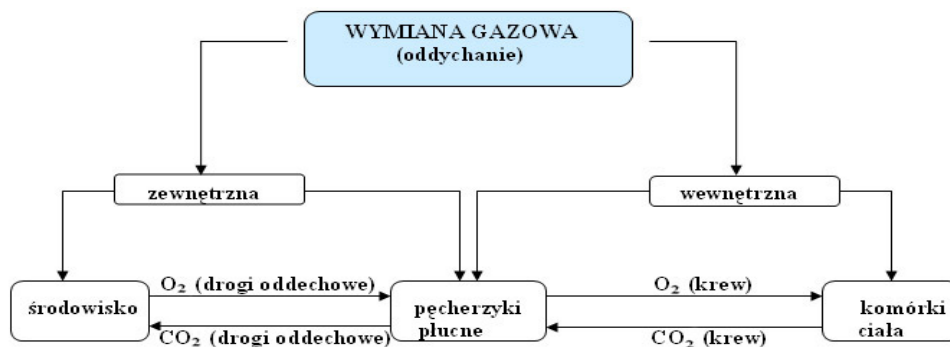 WYMIANA GAZOWA
(oddychanie)
zewnętrzna
wewnętrzna
O₂ (drogi oddechowe)
O₂ (krew)
środowisko
pęcherzyki
płucne
komórki
ciała
CO₂ (drogi oddechowe)
CO₂ (krew)